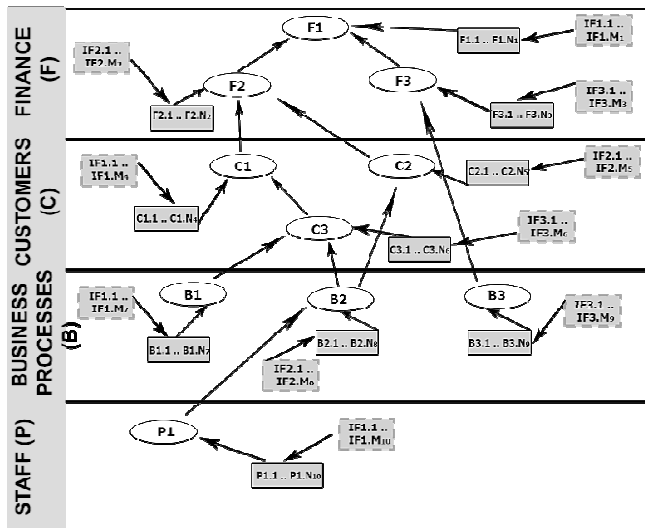 FINANCE
(F)
F1
IF1.1 ..
IF1.M₁
F1.1 .. F1.N₁
IF2.1 ..
IF2.M₂
F2
F3
F2.1 .. F2.N₂
F3.1 .. F3.N₃
IF3.1 ..
IF3.M₃
CUSTOMERS
(C)
IF1.1 ..
IF1.M₄
C1
C2
C2.1 .. C2.N₅
IF2.1 ..
IF2.M₅
C1.1 .. C1.N₄
C3
C3.1 .. C3.N₆
IF3.1 ..
IF3.M₆
BUSINESS
PROCESSES
(B)
IF1.1 ..
IF1.M₇
B1
B2
B3
IF3.1 ..
IF3.M₉
B1.1 .. B1.N₇
B2.1 .. B2.N₈
B3.1 .. B3.N₉
IF2.1 ..
IF2.M₈
STAFF (P)
P1
IF1.1 ..
IF1.M₁₀
P1.1 .. P1.N₁₀